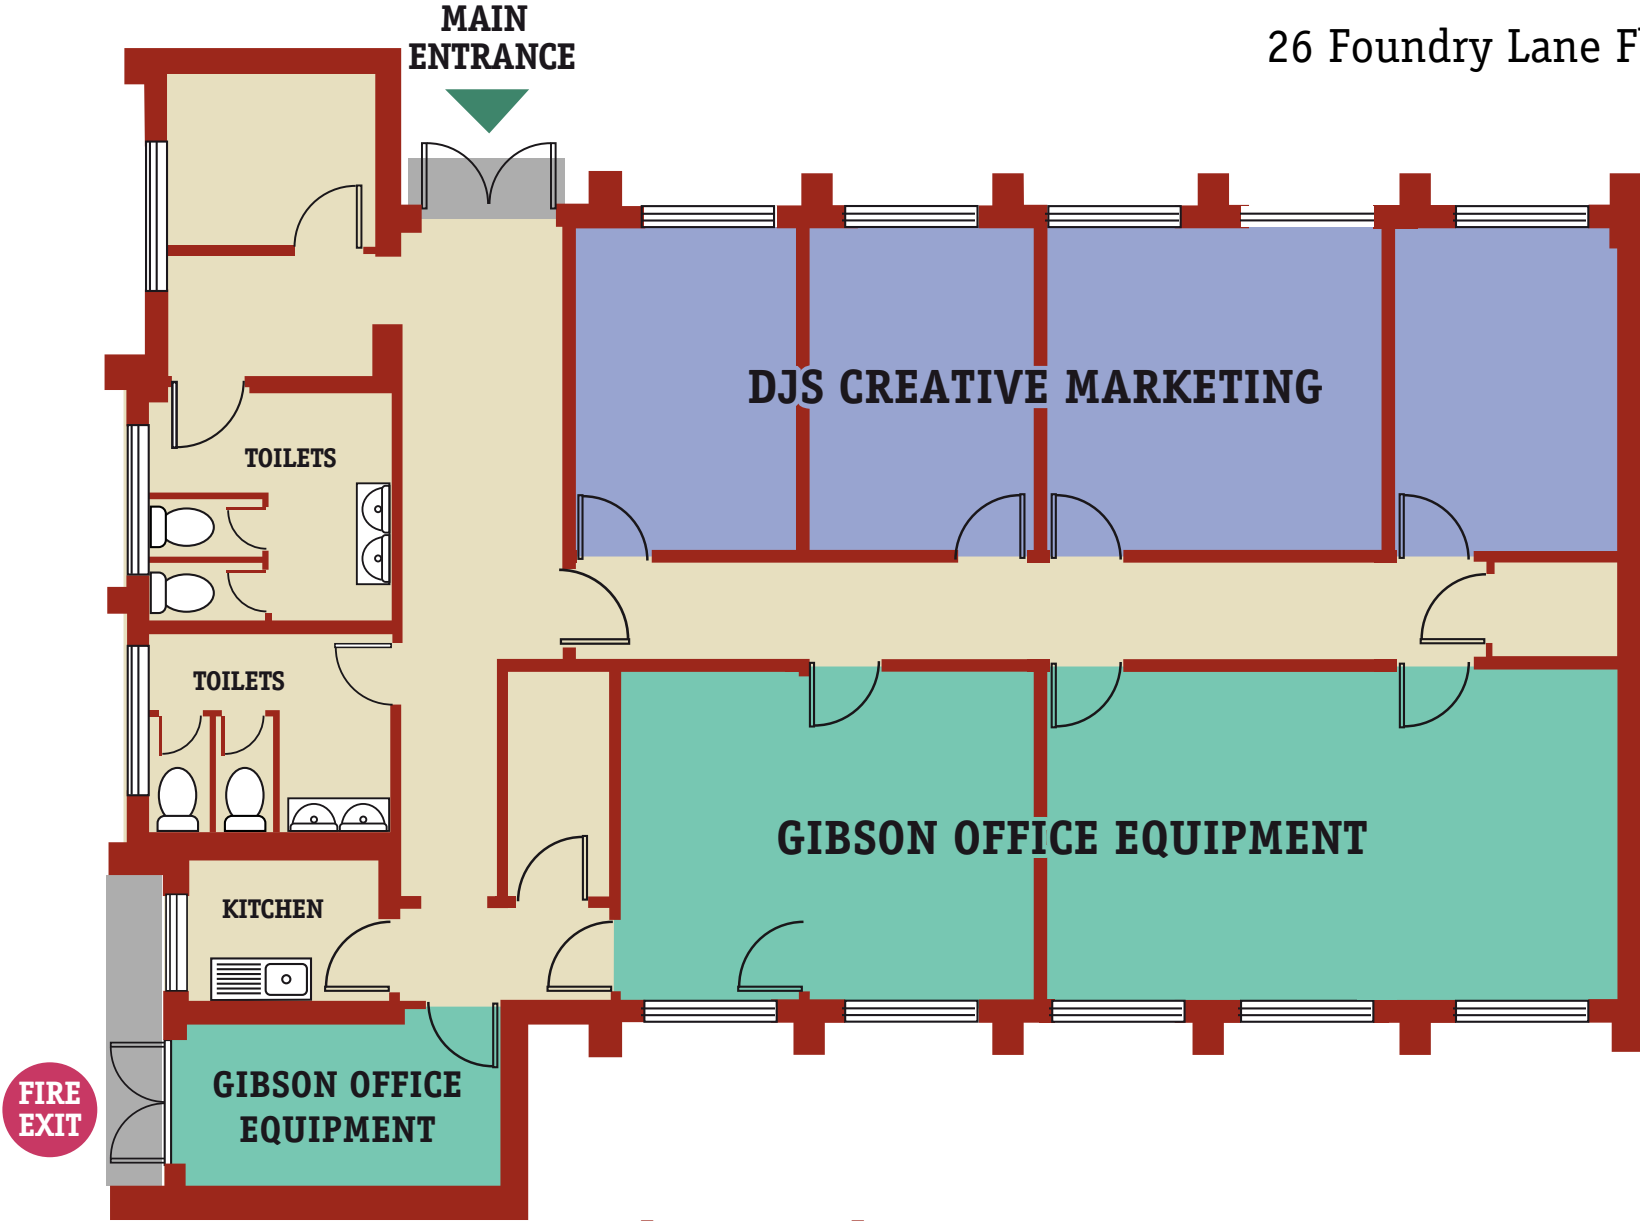 MAIN
ENTRANCE
26 Foundry Lane
TOILETS
DJS CREATIVE MARKETING
TOILETS
GIBSON OFFICE EQUIPMENT
KITCHEN
GIBSON OFFICE
EQUIPMENT
FIRE
EXIT